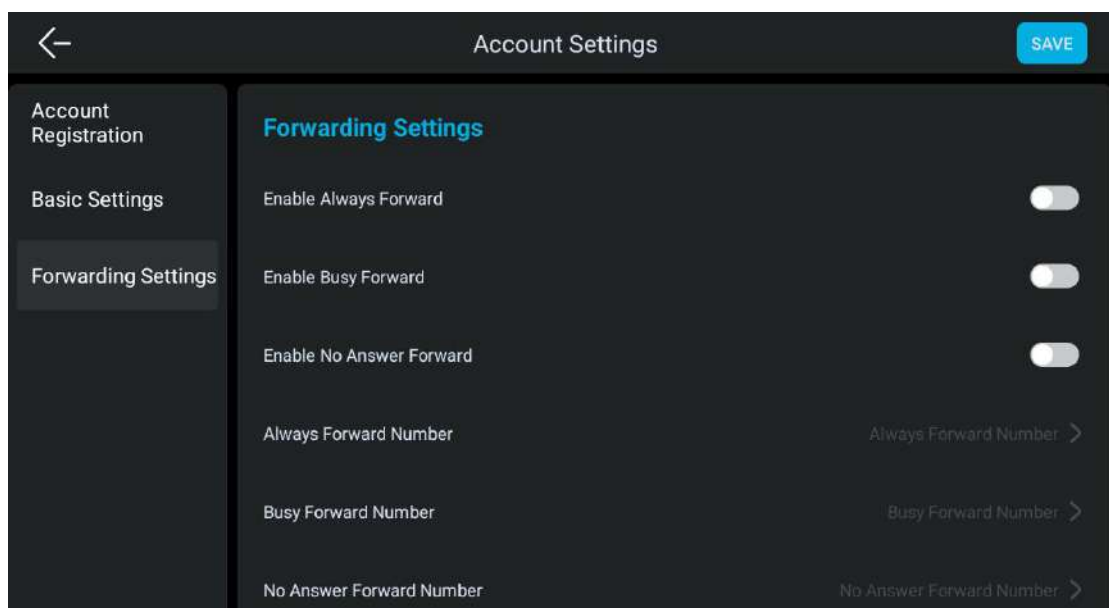 Account Settings
SAVE
Account
Registration
Basic Settings
Forwarding Settings
Forwarding Settings
Enable Always Forward
Enable Busy Forward
Enable No Answer Forward
Always Forward Number Always Forward Number
Busy Forward Number Busy Forward Number
No Answer Forward Number No Answer Forward Number